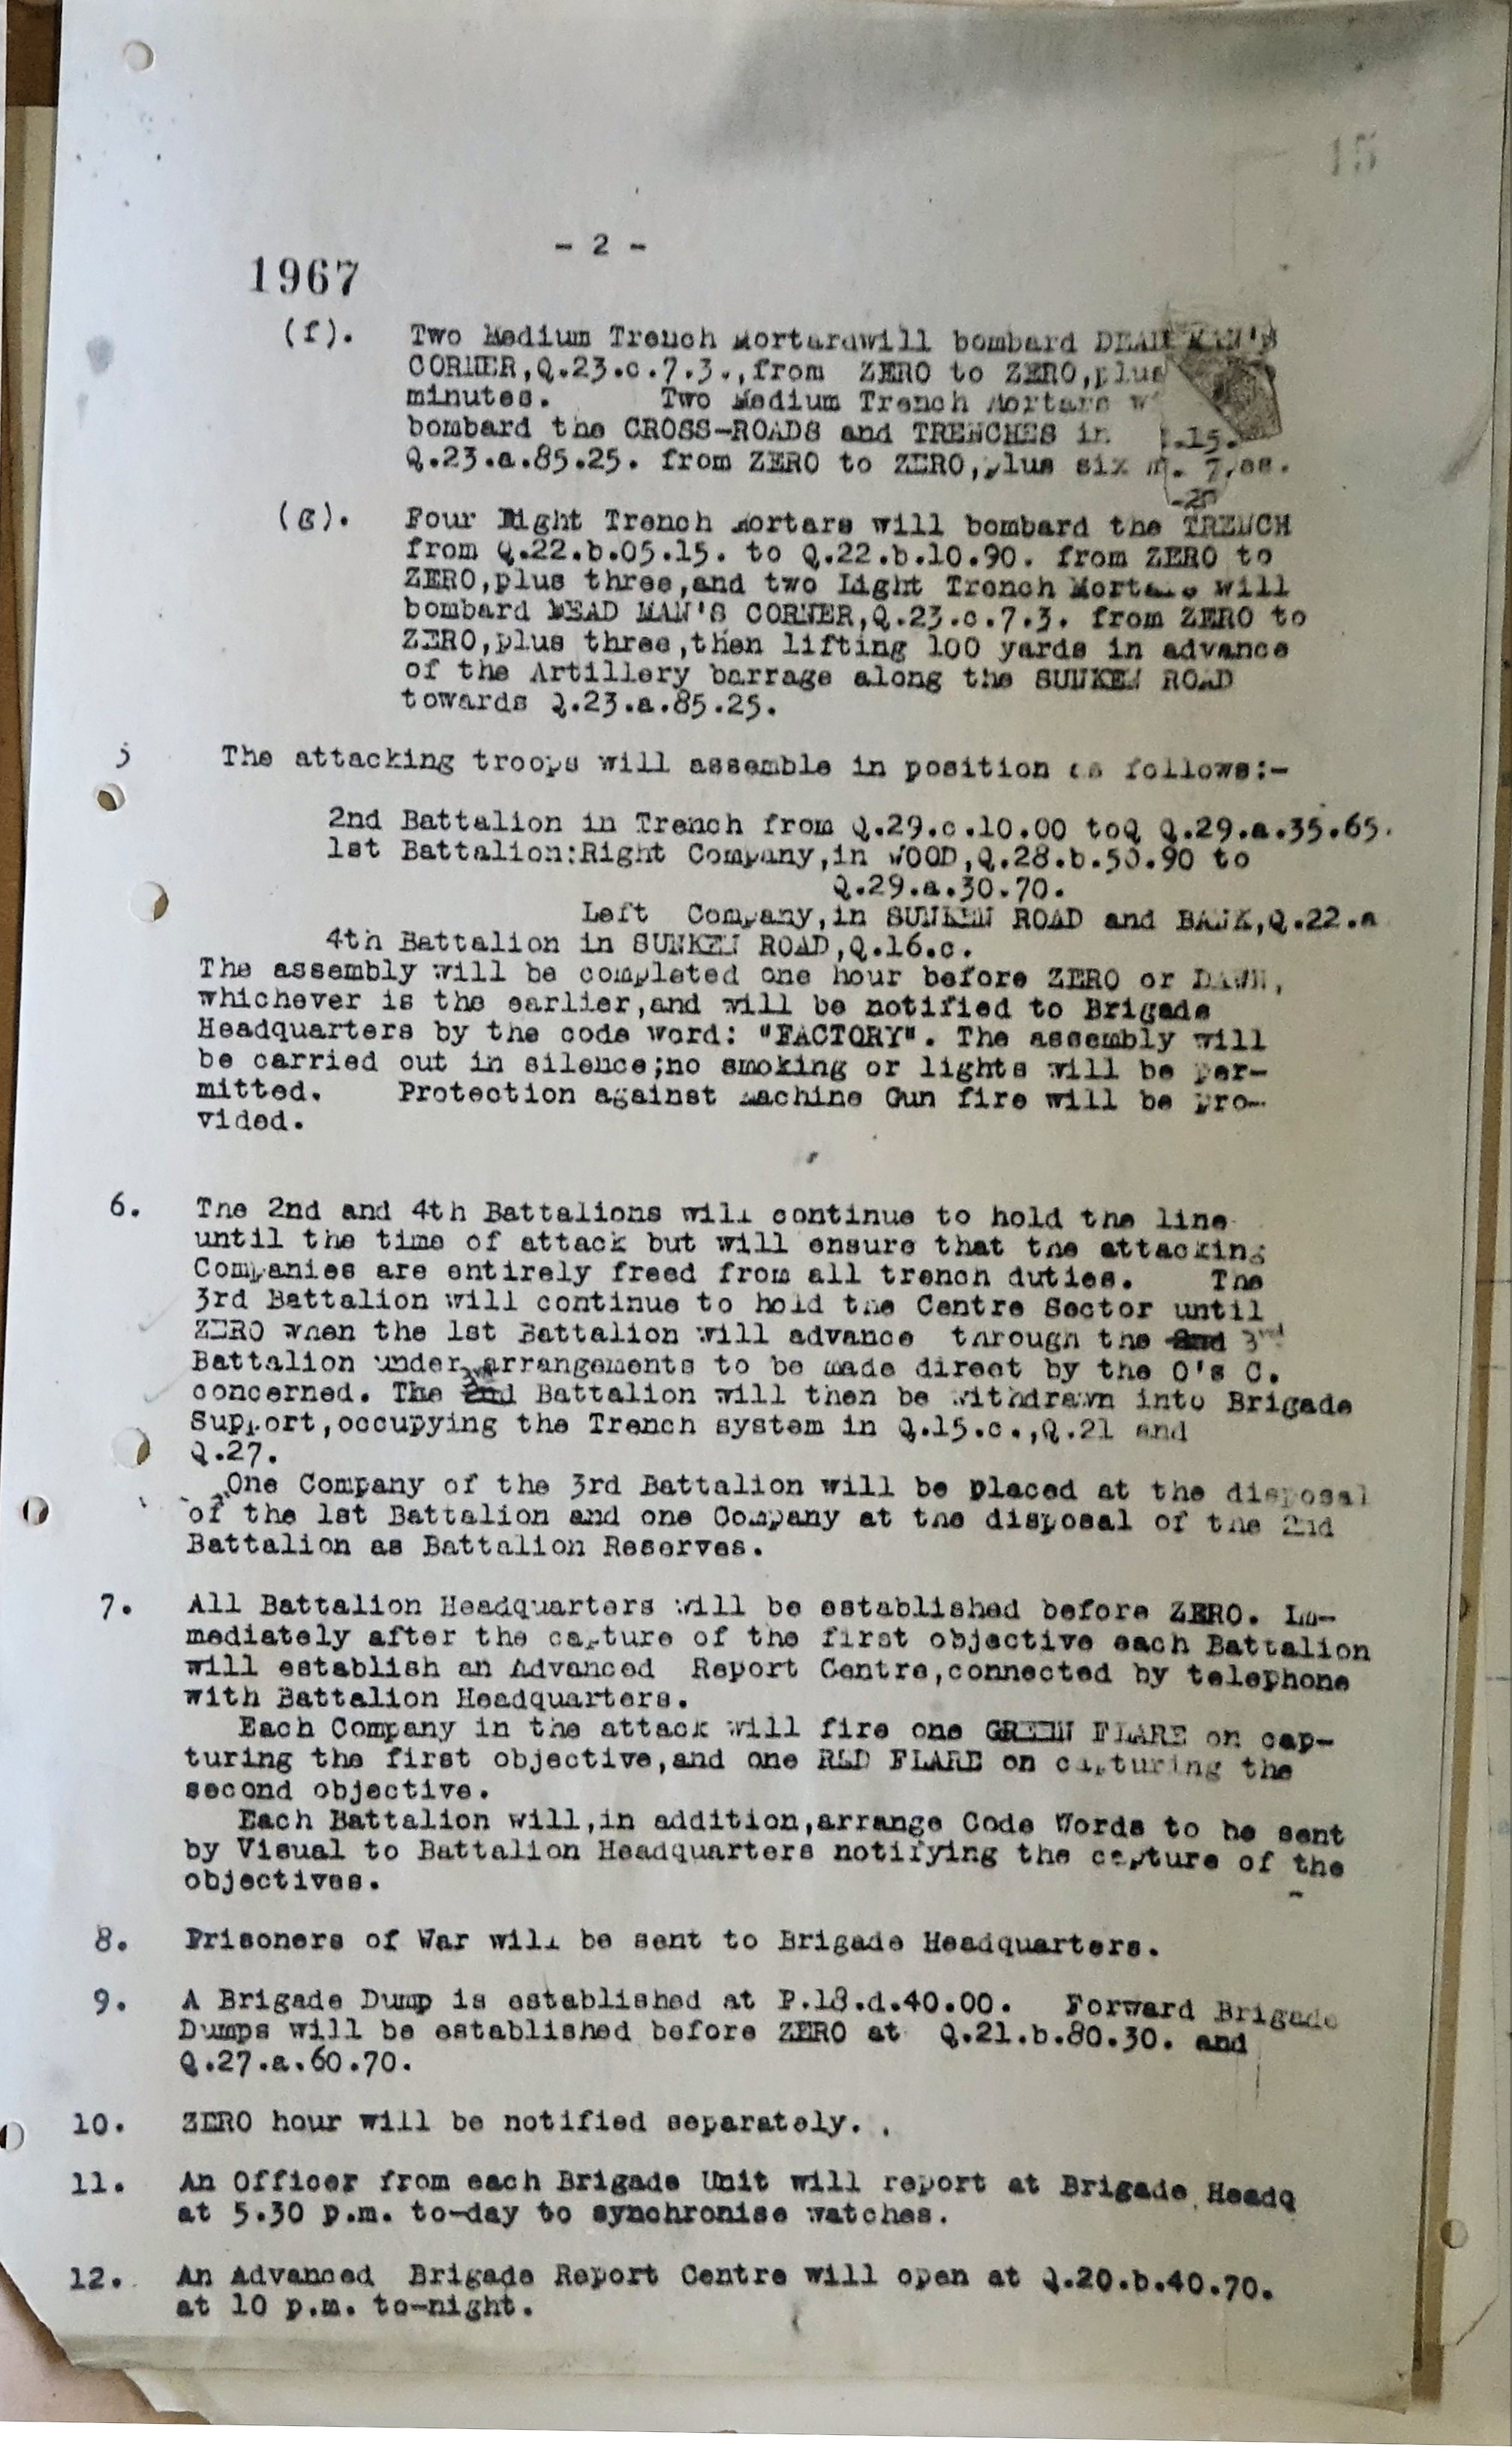 15
- 2 -
1967
(f). Two Medium Trench Mortars will bombard DEAD MAN'S
CORNER,Q.23.c.7.3.,from ZERO to ZERO,plus
minutes. Two Medium Trench Mortars
bombard the CROSS-ROADS and TRENCHES in
Q.23.a.85.25. from ZERO to ZERO,plus six
(g). Four Light Trench Mortars will bombard the TRENCH
from Q.22.b.05.15. to Q.22.b.10.90. from ZERO to
ZERO,plus three,and two Light Trench Mortars will
bombard DEAD MAN'S CORNER,Q.23.c.7.3. from ZERO to
ZERO,plus three,then lifting 100 yards in advance
of the Artillery barrage along the SUNKEN ROAD
towards Q.23.a.85.25.
5 The attacking troops will assemble in position as follows:-
2nd Battalion in Trench from Q.29.c.10.00 toQ Q.29.a.35.65.
1st Battalion:Right Company,in WOOD,Q.28.b.50.90 to
Q.29.a.30.70.
Left Company,in SUNKEN ROAD and BANK,Q.22.a
4th Battalion in SUNKEN ROAD,Q.16.c.
The assembly will be completed one hour before ZERO or DAWN,
whichever is the earlier,and will be notified to Brigade
Headquarters by the code word: "FACTORY". The assembly will
be carried out in silence;no smoking or lights will be per-
mitted. Protection against Machine Gun fire will be pro-
vided.
6. The 2nd and 4th Battalions will continue to hold the line
until the time of attack but will ensure that the attacking
Companies are entirely freed from all trench duties. The
3rd Battalion will continue to hold the Centre Sector until
ZERO when the 1st Battalion will advance through the 2nd 3rd
Battalion under arrangements to be made direct by the O's C.
concerned. The 2nd 3rd Battalion will then be withdrawn into Brigade
Support,occupying the Trench system in Q.15.c.,Q.21 and
Q.27.
One Company of the 3rd Battalion will be placed at the disposal
of the 1st Battalion and one Company at the disposal of the 2nd
Battalion as Battalion Reserves.
7. All Battalion Headquarters will be established before ZERO. Im-
mediately after the capture of the first objective each Battalion
will establish an Advanced Report Centre,connected by telephone
with Battalion Headquarters.
Each Company in the attack will fire one GREEN FLARE on cap-
turing the first objective,and one RED FLARE on capturing the
second objective.
Each Battalion will,in addition,arrange Code Words to be sent
by Visual to Battalion Headquarters notifying the capture of the
objectives.
8. Prisoners of War will be sent to Brigade Headquarters.
9. A Brigade Dump is established at P.18.d.40.00. Forward Brigade
Dumps will be established before ZERO at Q.21.b.80.30. and
Q.27.a.60.70.
10. ZERO hour will be notified separately.
11. An Officer from each Brigade Unit will report at Brigade Headq
at 5.30 p.m. to-day to synchronise watches.
12. An Advanced Brigade Report Centre will open at Q.20.b.40.70.
at 10 p.m. to-night.